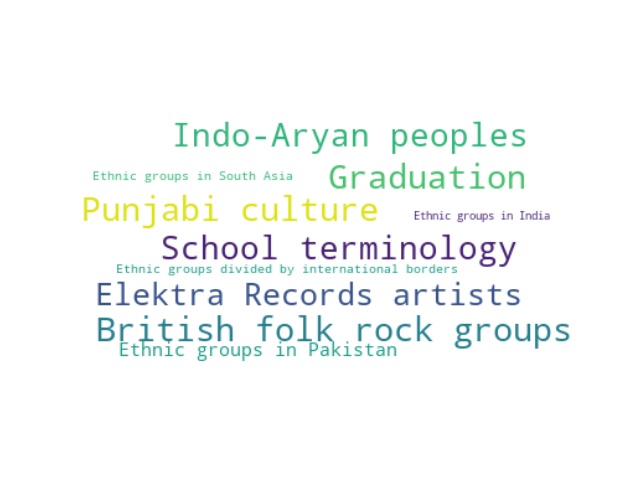 Indo-Aryan peoples
Ethnic groups in South Asia
Graduation
Punjabi culture
Ethnic groups in India
School terminology
Ethnic groups divided by international borders
Elektra Records artists
British folk rock groups
Ethnic groups in Pakistan